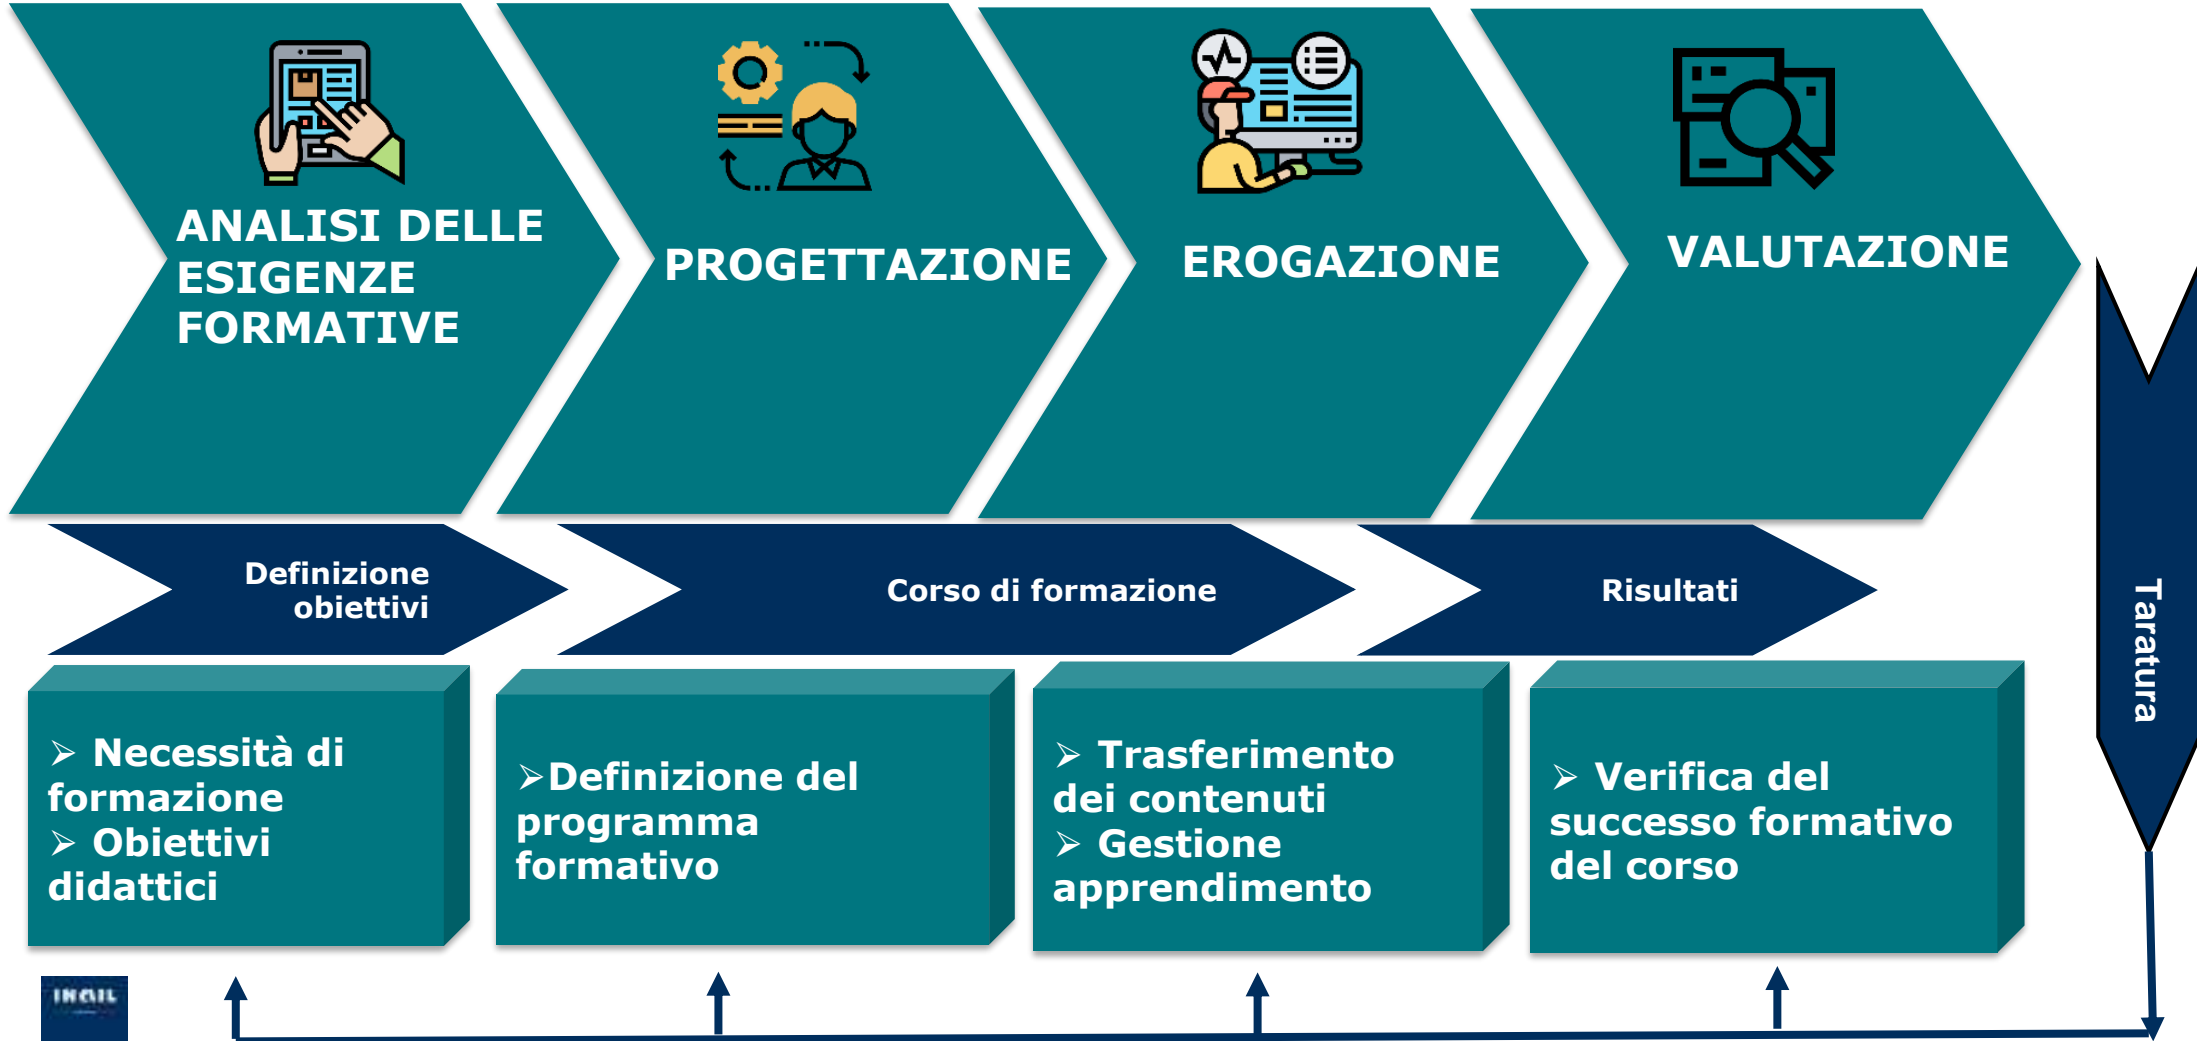 ANALISI DELLE
ESIGENZE
FORMATIVE
PROGETTAZIONE
EROGAZIONE
VALUTAZIONE
Definizione
obiettivi
Corso di formazione
Risultati
Taratura
➢ Necessità di
formazione
➢ Obiettivi
didattici
➢Definizione del
programma
formativo
➢ Trasferimento
dei contenuti
➢ Gestione
apprendimento
➢ Verifica del
successo formativo
del corso
INAIL